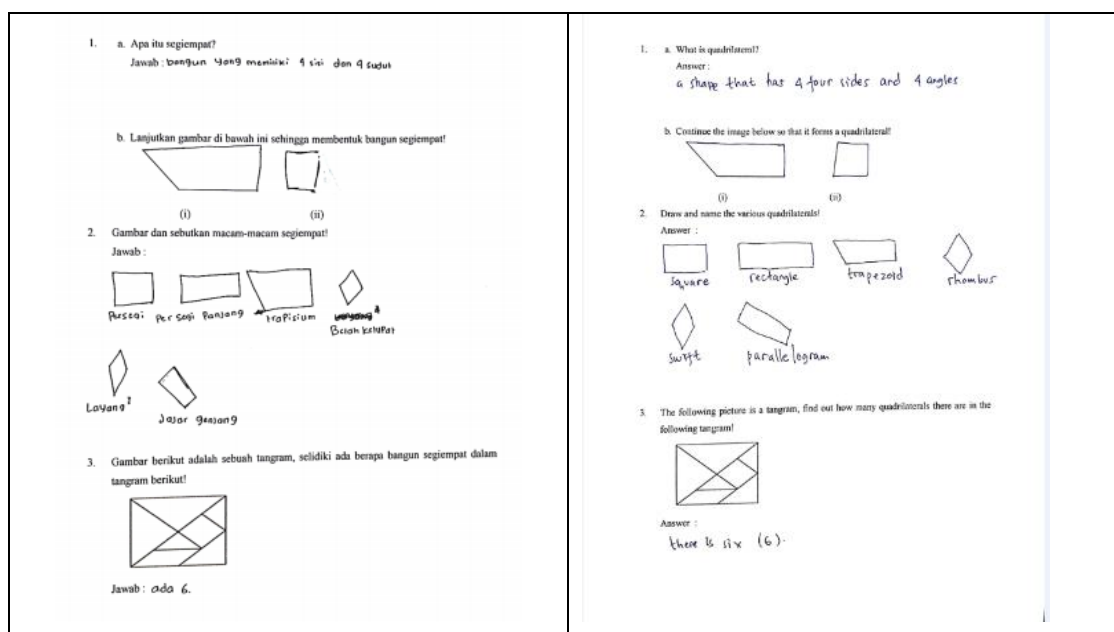 1. a. Apa itu segiempat?
Jawab : bangun yang memiliki 4 sisi dan 4 sudut
b. Lanjutkan gambar di bawah ini sehingga membentuk bangun segiempat!
(i) (ii)
2. Gambar dan sebutkan macam-macam segiempat!
Jawab :
Persegi Persegi Panjang trapisium
Belah ketupat
Layang²
Jajar genjang
3. Gambar berikut adalah sebuah tangram, selidiki ada berapa bangun segiempat dalam
tangram berikut!
Jawab : ada 6.
1. a. What is quadrilateral?
Answer :
a shape that has 4 four sides and 4 angles
b. Continue the image below so that it forms a quadrilateral!
(i) (ii)
2. Draw and name the various quadrilaterals!
Answer :
square rectangle trapezoid rhombus
swift parallelogram
3. The following picture is a tangram, find out how many quadrilaterals there are in the
following tangram!
Answer :
there is six (6).